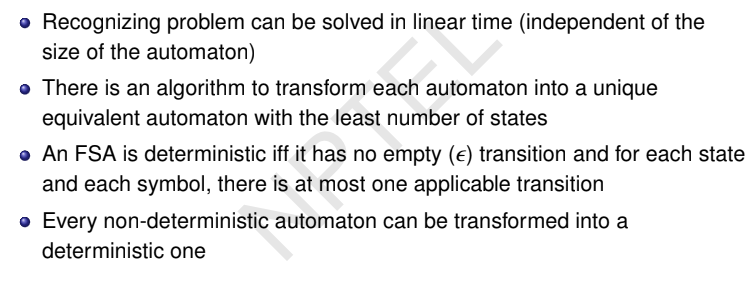 Recognizing problem can be solved in linear time (independent of the
size of the automaton)
There is an algorithm to transform each automaton into a unique
equivalent automaton with the least number of states
An FSA is deterministic iff it has no empty (ϵ) transition and for each state
and each symbol, there is at most one applicable transition
Every non-deterministic automaton can be transformed into a
deterministic one
NPTEL